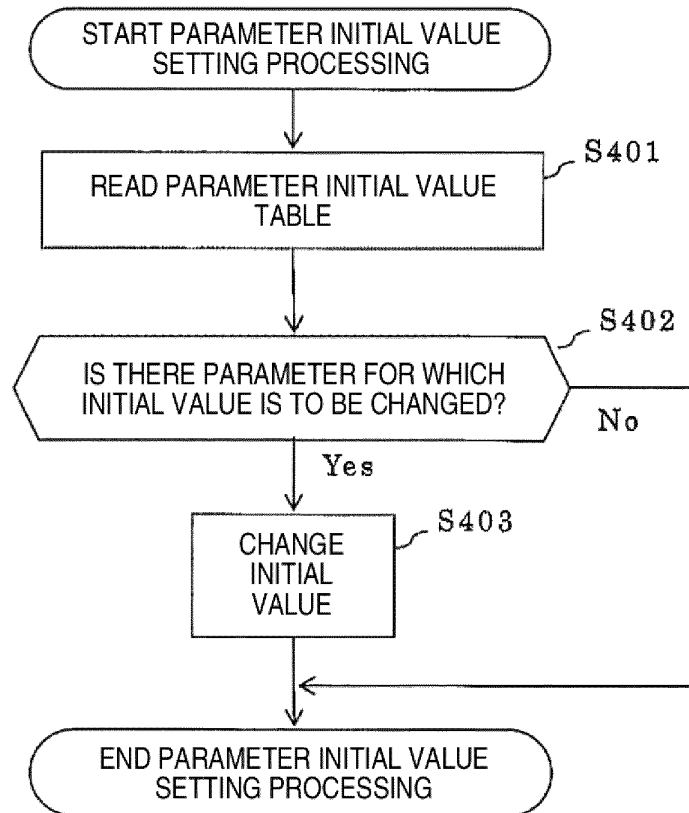 START PARAMETER INITIAL VALUE
SETTING PROCESSING
S401
READ PARAMETER INITIAL VALUE
TABLE
S402
IS THERE PARAMETER FOR WHICH
INITIAL VALUE IS TO BE CHANGED?
No
Yes
S403
CHANGE
INITIAL
VALUE
END PARAMETER INITIAL VALUE
SETTING PROCESSING